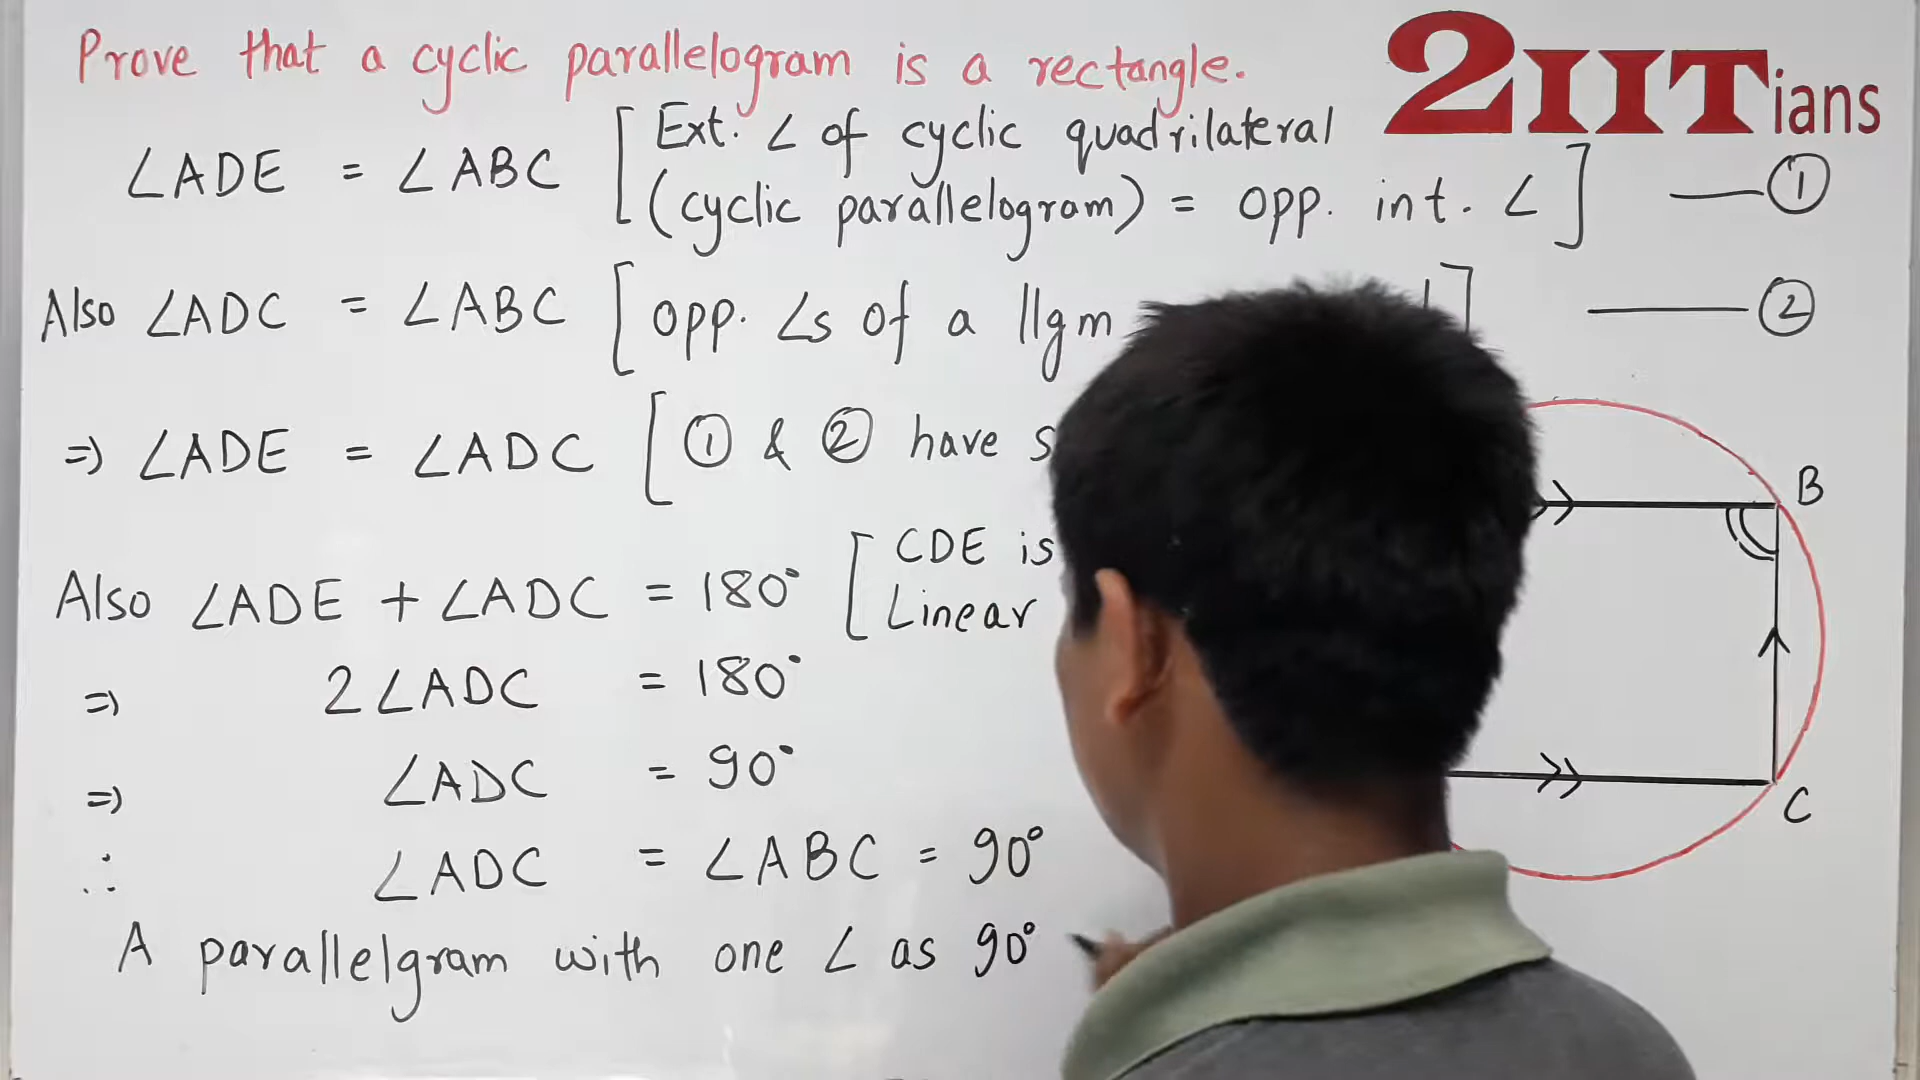 Prove that a cyclic parallelogram is a rectangle.
2IITians
∠ADE = ∠ABC [Ext. ∠ of cyclic quadrilateral
(cyclic parallelogram) = opp. int. ∠] — ①
Also ∠ADC = ∠ABC [opp. ∠s of a ||gm ] — ②
=> ∠ADE = ∠ADC [① & ② have
Also ∠ADE + ∠ADC = 180° [CDE is
Linear
=> 2∠ADC = 180°
=> ∠ADC = 90°
∴ ∠ADC = ∠ABC = 90°
A parallelgram with one ∠ as 90°
B
C